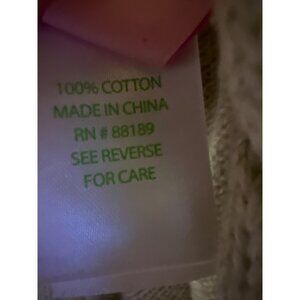 100% COTTON
MADE IN CHINA
RN # 88189
SEE REVERSE
FOR CARE